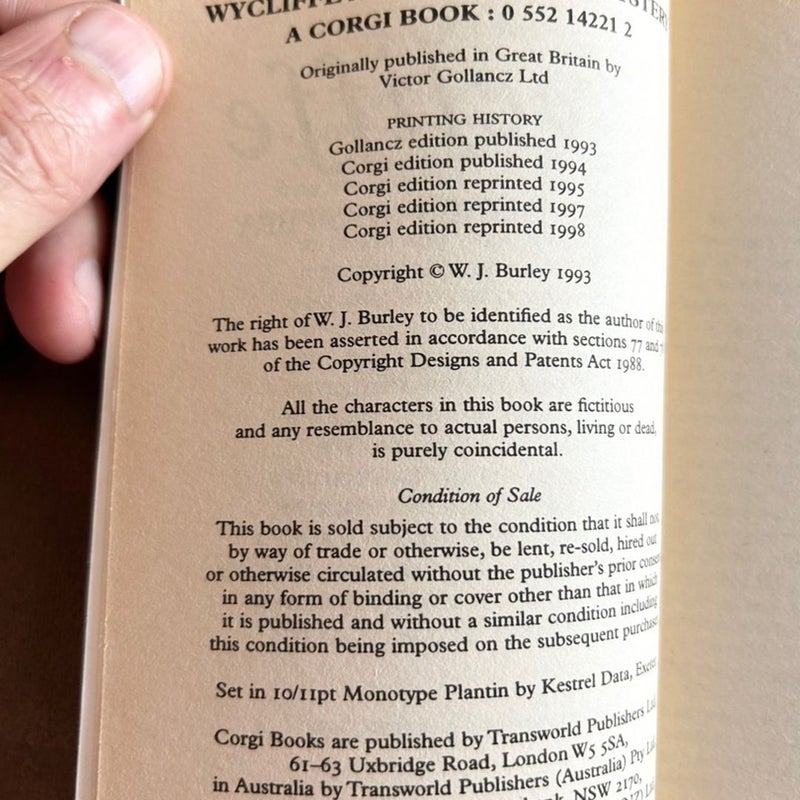 A CORGI BOOK : 0 552 14221 2
Originally published in Great Britain by
Victor Gollancz Ltd
PRINTING HISTORY
Gollancz edition published 1993
Corgi edition published 1994
Corgi edition reprinted 1995
Corgi edition reprinted 1997
Corgi edition reprinted 1998
Copyright © W. J. Burley 1993
The right of W. J. Burley to be identified as the author of this
work has been asserted in accordance with sections 77 and
of the Copyright Designs and Patents Act 1988.
All the characters in this book are fictitious
and any resemblance to actual persons, living or dead,
is purely coincidental.
Condition of Sale
This book is sold subject to the condition that it shall not,
by way of trade or otherwise, be lent, re-sold, hired out
or otherwise circulated without the publisher's prior
in any form of binding or cover other than that in which
it is published and without a similar condition including
this condition being imposed on the subsequent
Set in 10/11pt Monotype Plantin by Kestrel Data,
Corgi Books are published by Transworld Publishers Ltd,
61–63 Uxbridge Road, London W5 5SA,
in Australia by Transworld Publishers (Australia) Pty
NSW 2170,